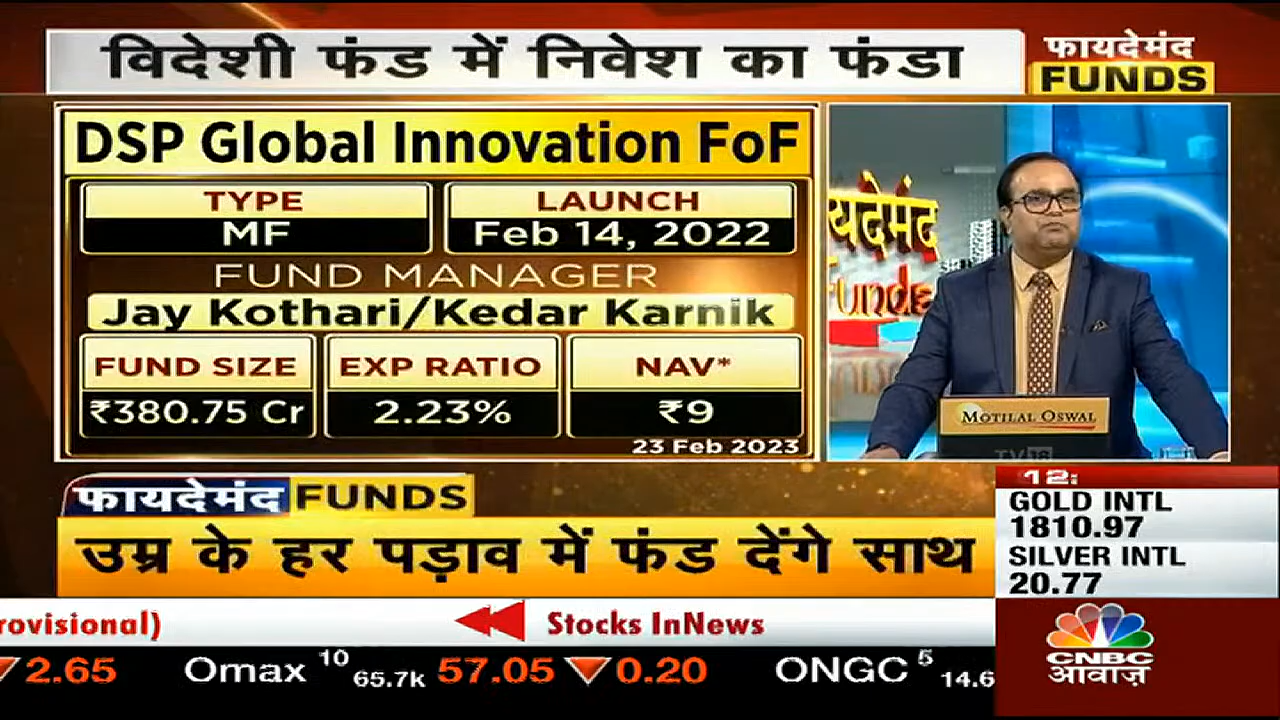 विदेशी फंड में निवेश का फंडा
फायदेमंद
FUNDS
DSP Global Innovation FoF
TYPE
MF
LAUNCH
Feb 14, 2022
FUND MANAGER
Jay Kothari/Kedar Karnik
FUND SIZE
₹380.75 Cr
EXP RATIO
2.23%
NAV*
₹9
23 Feb 2023
यदेमंद
Funds
MOTILAL OSWAL
TV18
फायदेमंद FUNDS
उम्र के हर पड़ाव में फंड देंगे साथ
12:
GOLD INTL
1810.97
SILVER INTL
20.77
rovisional) Stocks InNews
2.65 Omax 10 65.7k 57.05 0.20 ONGC 5 14.6
CNBC
आवाज़